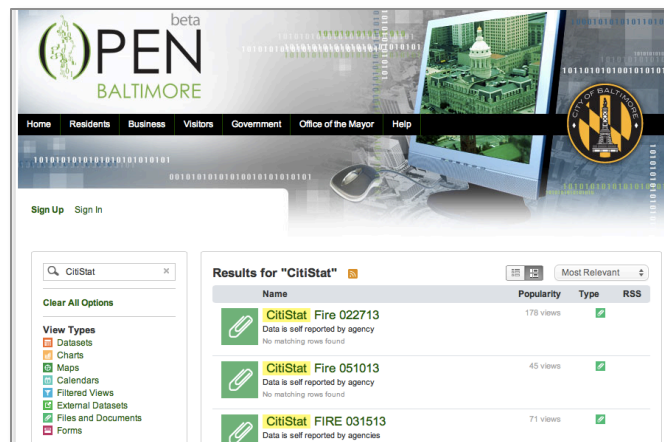 beta
OPEN
BALTIMORE
CITY OF BALTIMORE
Home Residents Business Visitors Government Office of the Mayor Help
Sign Up Sign In
CitiStat ×
Clear All Options
View Types
Datasets
Charts
Maps
Calendars
Filtered Views
External Datasets
Files and Documents
Forms
Results for "CitiStat"
Most Relevant
Name Popularity Type RSS
CitiStat Fire 022713 178 views
Data is self reported by agency
No matching rows found
CitiStat Fire 051013 45 views
Data is self reported by agency
No matching rows found
CitiStat FIRE 031513 71 views
Data is self reported by agencies